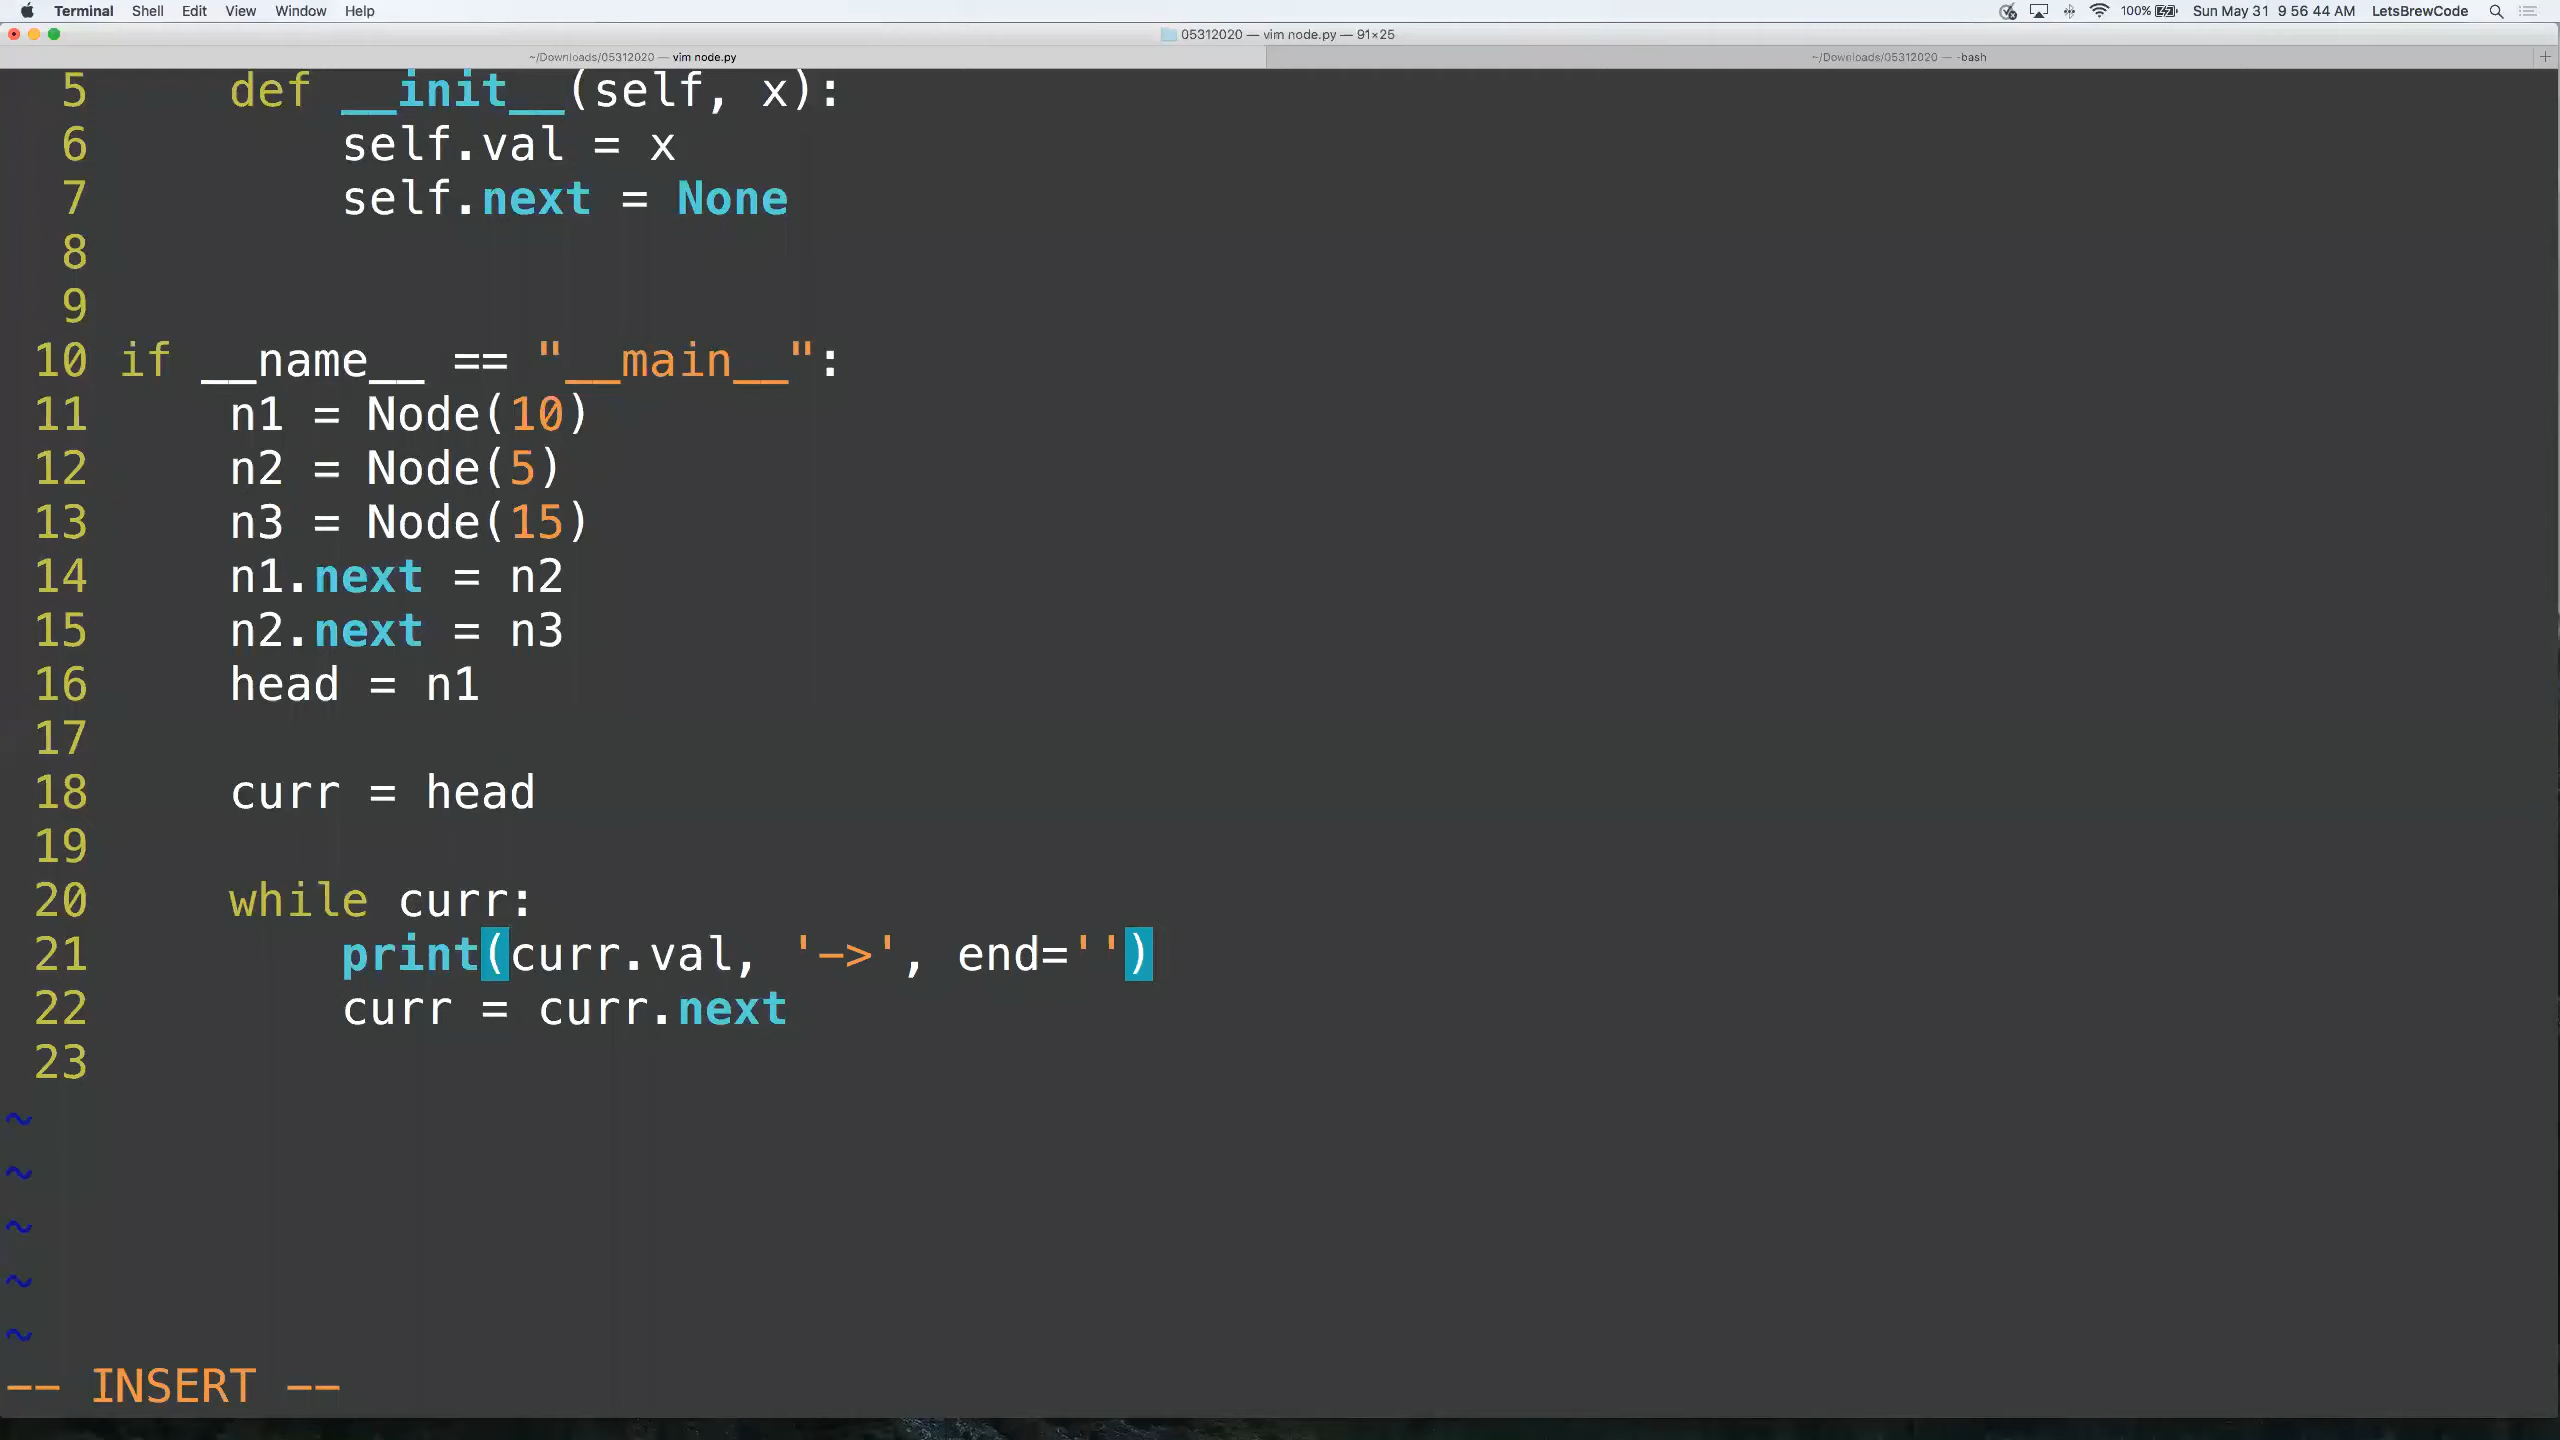 Terminal Shell Edit View Window Help 100% Sun May 31 9 56 44 AM LetsBrewCode
05312020 — vim node.py — 91×25
~/Downloads/05312020 — vim node.py ~/Downloads/05312020 — -bash +
5 def __init__(self, x):
6 self.val = x
7 self.next = None
8
9
10 if __name__ == "__main__":
11 n1 = Node(10)
12 n2 = Node(5)
13 n3 = Node(15)
14 n1.next = n2
15 n2.next = n3
16 head = n1
17
18 curr = head
19
20 while curr:
21 print(curr.val, '->', end='')
22 curr = curr.next
23
~
~
~
~
~
-- INSERT --